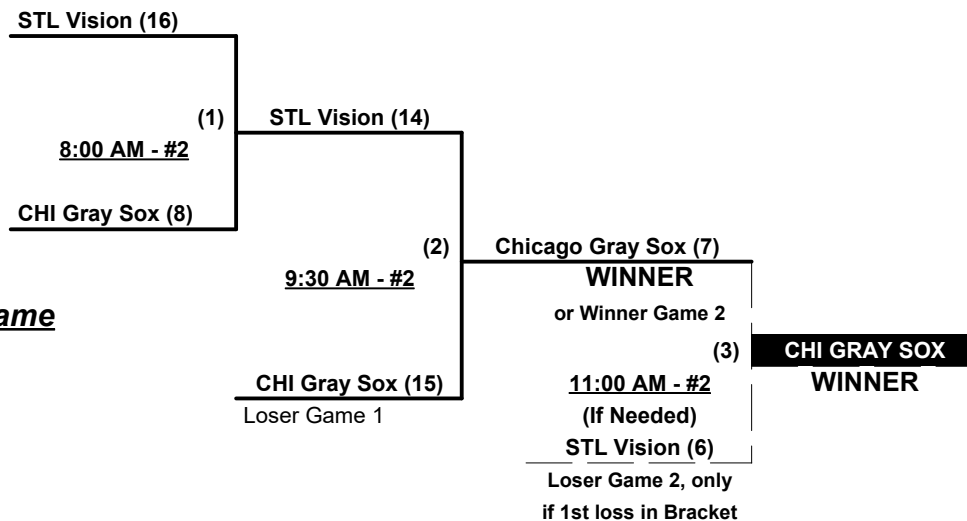 STL Vision (16)
(1)
STL Vision (14)
8:00 AM - #2
CHI Gray Sox (8)
(2)
Chicago Gray Sox (7)
9:30 AM - #2
WINNER
or Winner Game 2
ame
(3)
CHI GRAY SOX
CHI Gray Sox (15)
11:00 AM - #2
WINNER
Loser Game 1
(If Needed)
STL Vision (6)
Loser Game 2, only
if 1st loss in Bracket